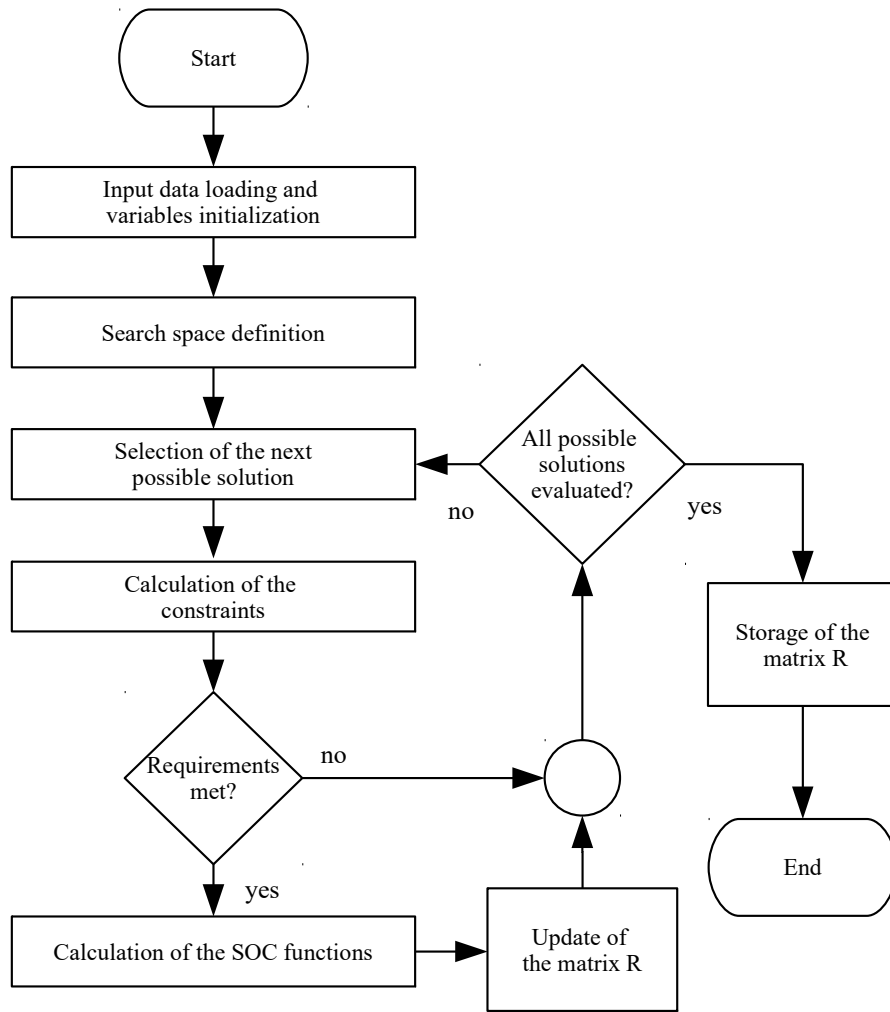 Start
Input data loading and
variables initialization
Search space definition
Selection of the next
possible solution
All possible
solutions
evaluated?
no
yes
Calculation of the
constraints
Storage of the
matrix R
Requirements
met?
no
yes
End
Calculation of the SOC functions
Update of
the matrix R